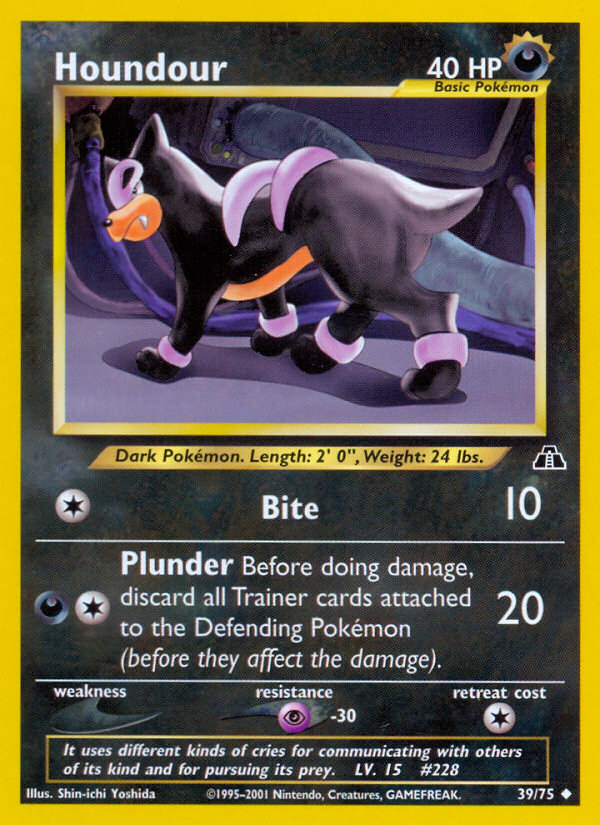 Houndour
40 HP
Basic Pokémon
Dark Pokémon. Length: 2' 0", Weight: 24 lbs.
Bite 10
Plunder Before doing damage,
discard all Trainer cards attached
to the Defending Pokémon
(before they affect the damage).
20
weakness resistance retreat cost
-30
It uses different kinds of cries for communicating with others
of its kind and for pursuing its prey. LV. 15 #228
Illus. Shin-ichi Yoshida ©1995–2001 Nintendo, Creatures, GAMEFREAK. 39/75